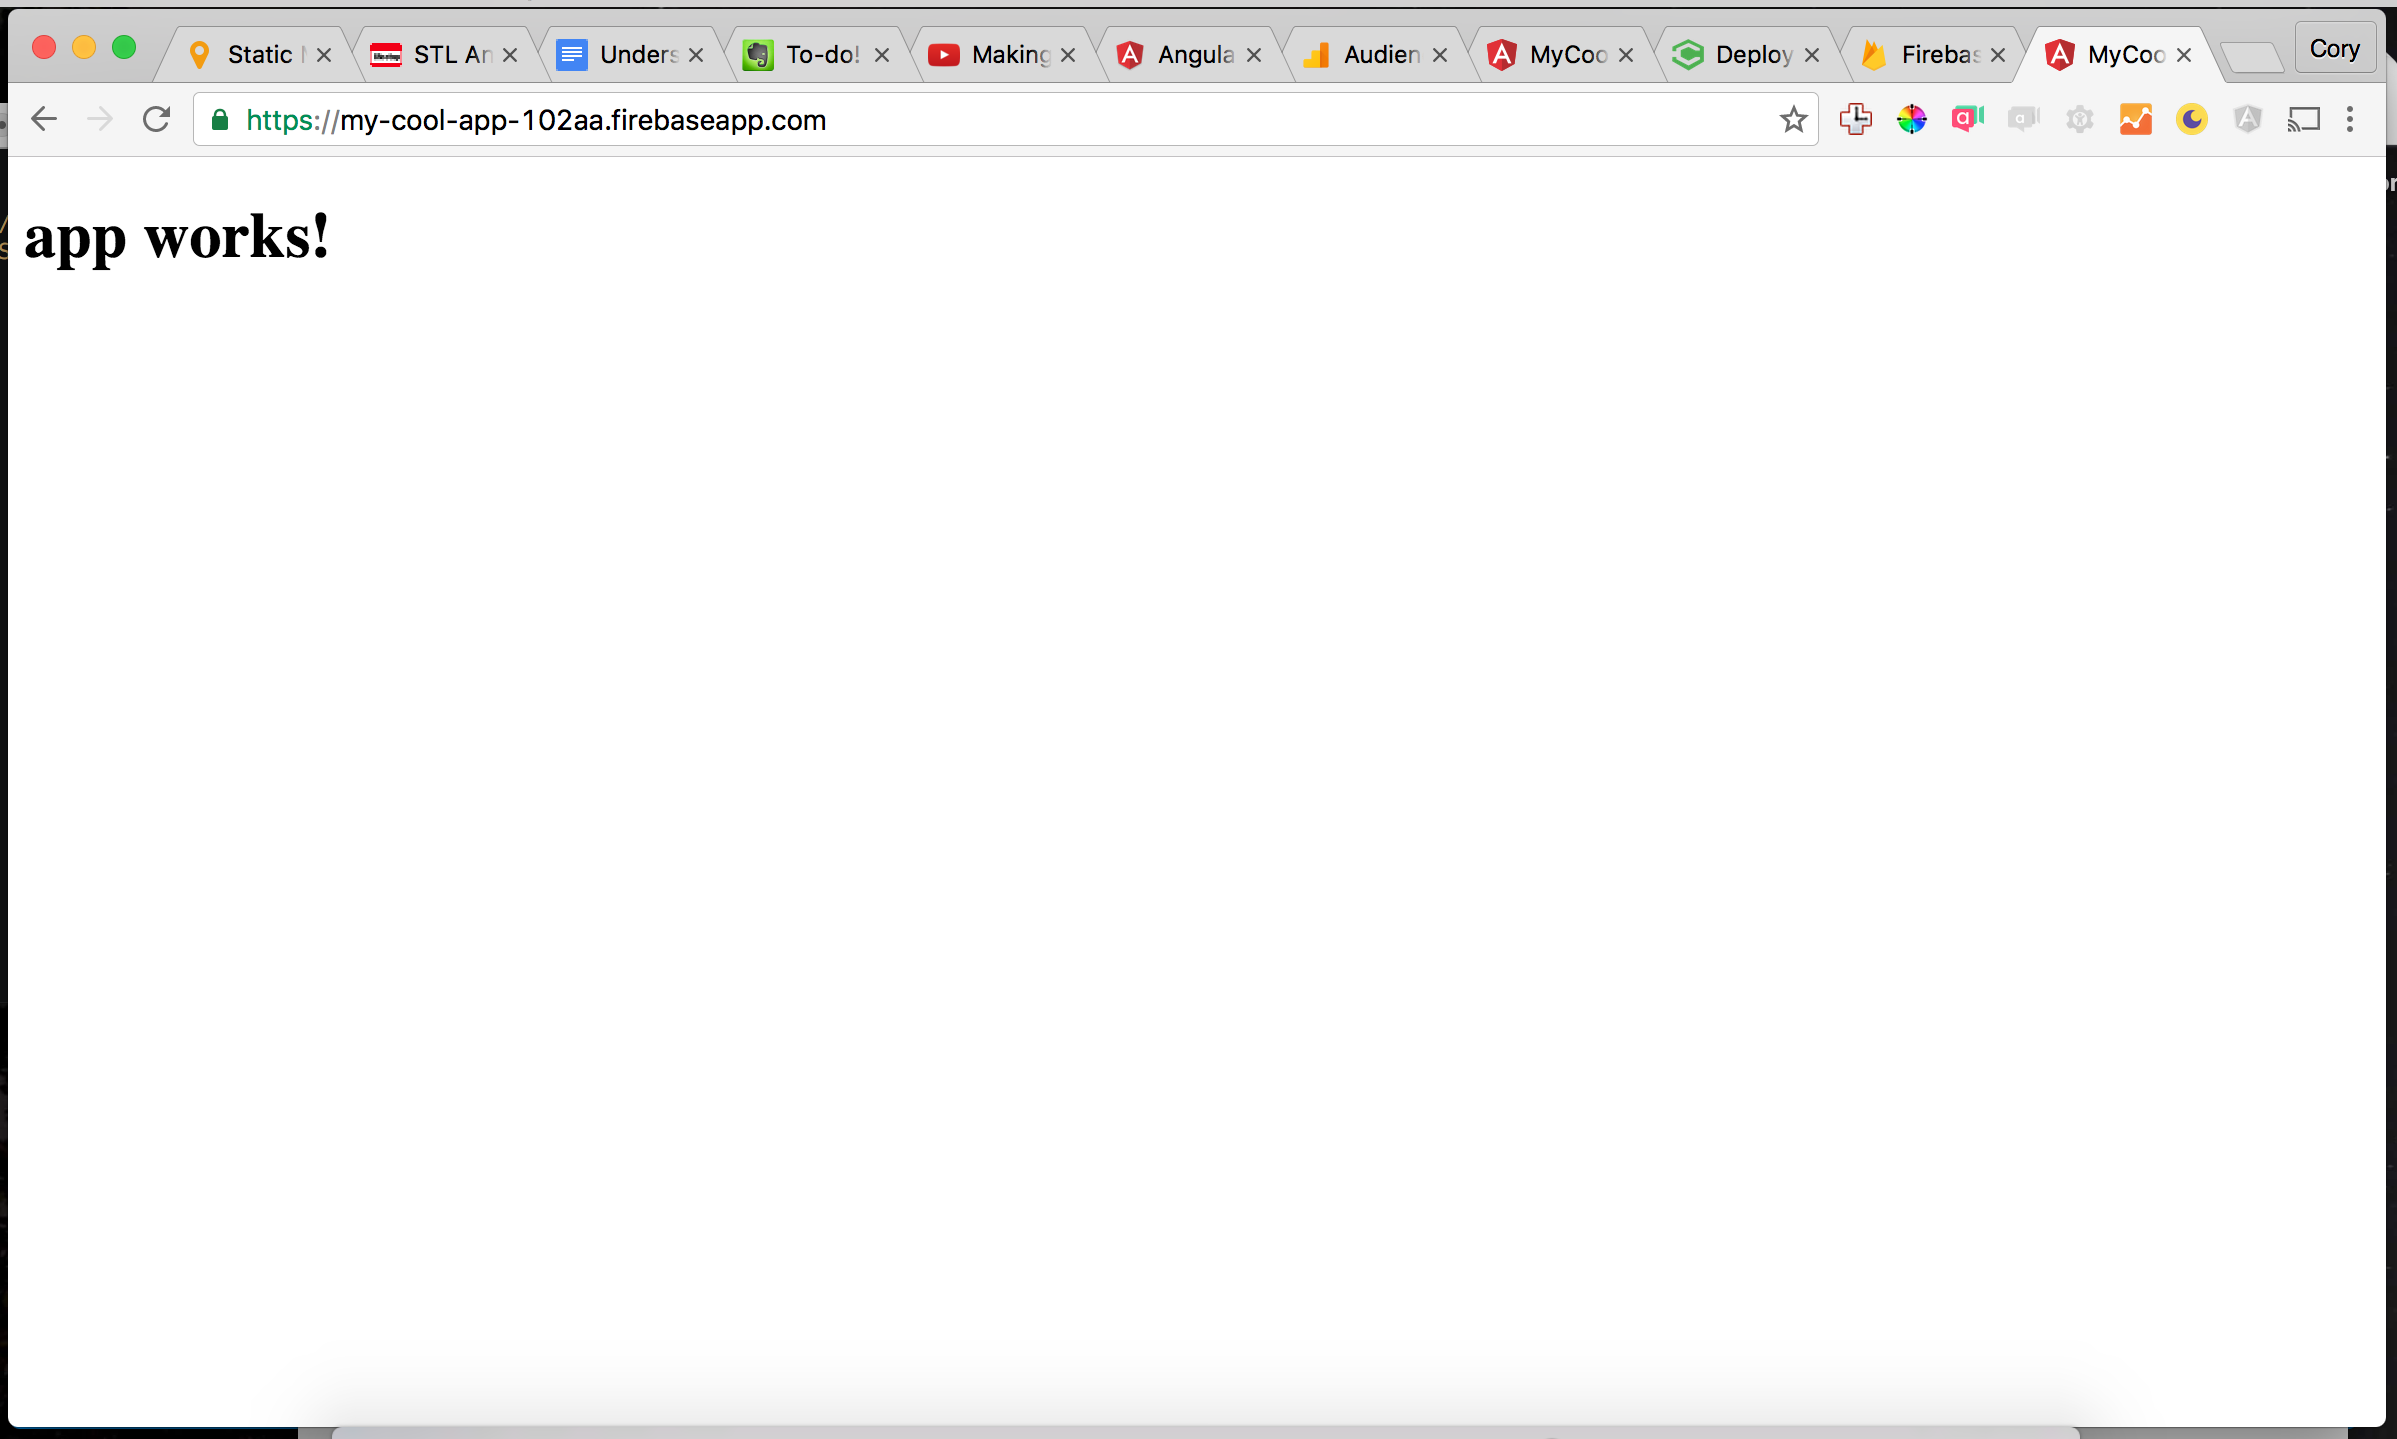 Static
STL An
Unders
To-do!
Making
Angula
Audien
MyCoo
Deploy
Firebas
MyCoo
Cory
https://my-cool-app-102aa.firebaseapp.com
app works!